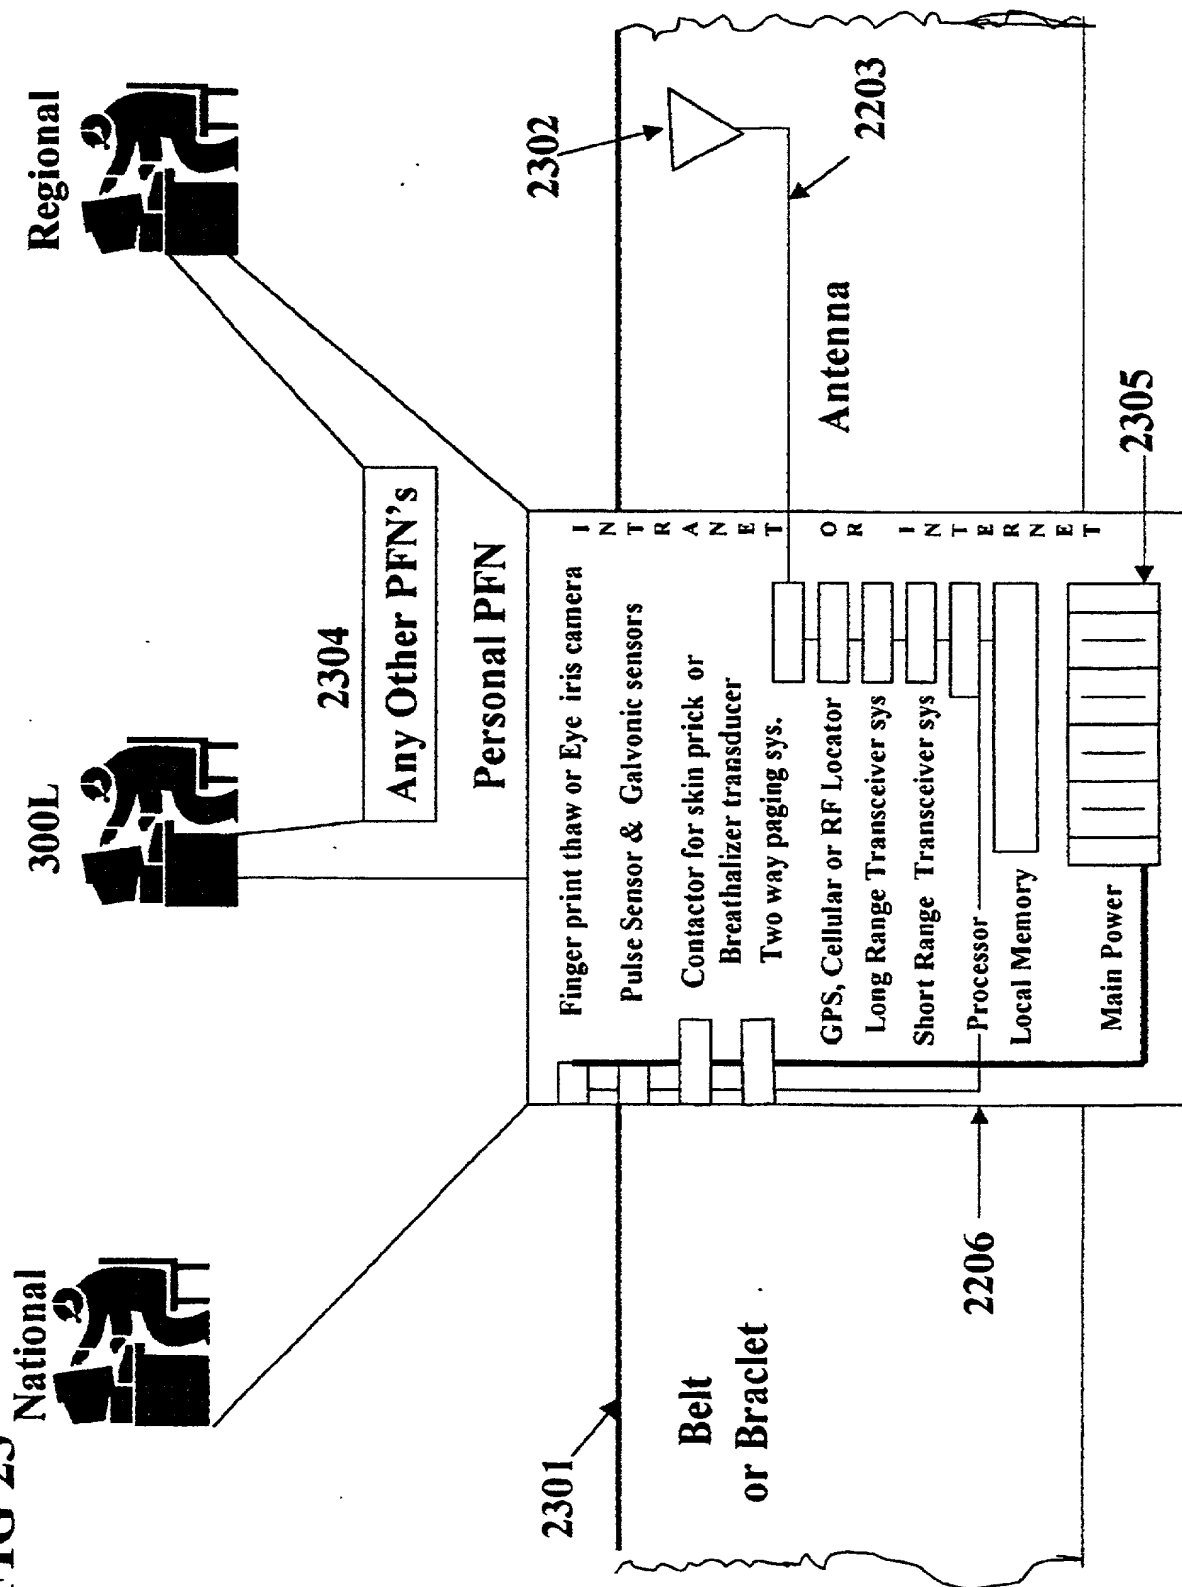 National
300L
Regional
2304
Any Other PFN's
Personal PFN
2301
2302
Finger print thaw or Eye iris camera
Pulse Sensor & Galvonic sensors
Contactor for skin prick or
Breathalizer transducer
Two way paging sys.
GPS, Cellular or RF Locator
Long Range Transceiver sys
Short Range Transceiver sys
Processor
Local Memory
Main Power
INTRANET OR INTERNET
Belt
or Braclet
2206
Antenna
2203
2305